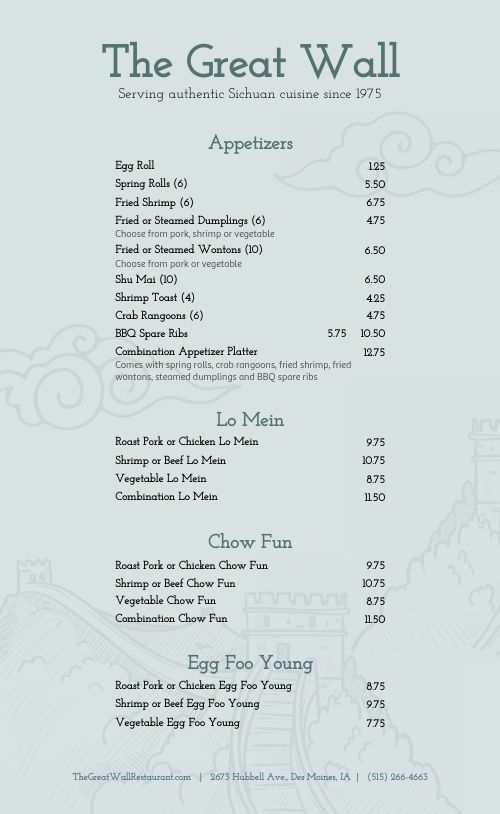 The Great Wall
Serving authentic Sichuan cuisine since 1975
Appetizers
Egg Roll 1.25
Spring Rolls (6) 5.50
Fried Shrimp (6) 6.75
Fried or Steamed Dumplings (6) 4.75
Choose from pork, shrimp or vegetable
Fried or Steamed Wontons (10) 6.50
Choose from pork or vegetable
Shu Mai (10) 6.50
Shrimp Toast (4) 4.25
Crab Rangoons (6) 4.75
BBQ Spare Ribs 5.75 10.50
Combination Appetizer Platter 12.75
Comes with spring rolls, crab rangoons, fried shrimp, fried
wontons, steamed dumplings and BBQ spare ribs
Lo Mein
Roast Pork or Chicken Lo Mein 9.75
Shrimp or Beef Lo Mein 10.75
Vegetable Lo Mein 8.75
Combination Lo Mein 11.50
Chow Fun
Roast Pork or Chicken Chow Fun 9.75
Shrimp or Beef Chow Fun 10.75
Vegetable Chow Fun 8.75
Combination Chow Fun 11.50
Egg Foo Young
Roast Pork or Chicken Egg Foo Young 8.75
Shrimp or Beef Egg Foo Young 9.75
Vegetable Egg Foo Young 7.75
TheGreatWallRestaurant.com | 2673 Hubbell Ave., Des Moines, IA | (515) 266-4663